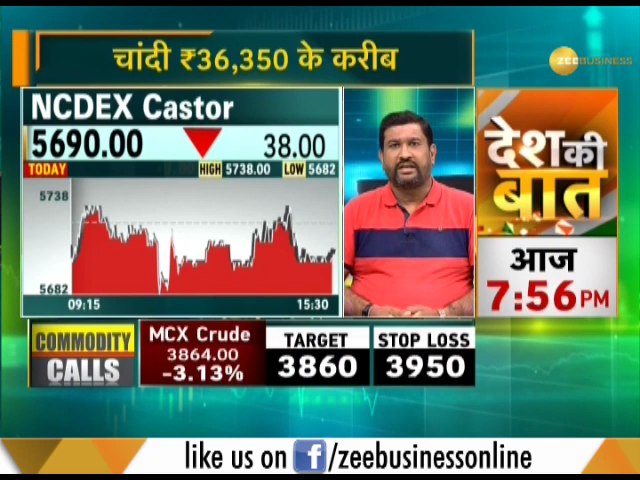 चांदी ₹36,350 के करीब
ZEEBUSINESS
NCDEX Castor
5690.00 38.00
TODAY HIGH 5738.00 LOW 5682
5738
5682
09:15 15:30
देश की
बात
आज
7:56 PM
COMMODITY
CALLS
MCX Crude
3864.00
-3.13%
TARGET
3860
STOP LOSS
3950
like us on f/zeebusinessonline